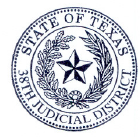 STATE OF TEXAS
38TH JUDICIAL DISTRICT